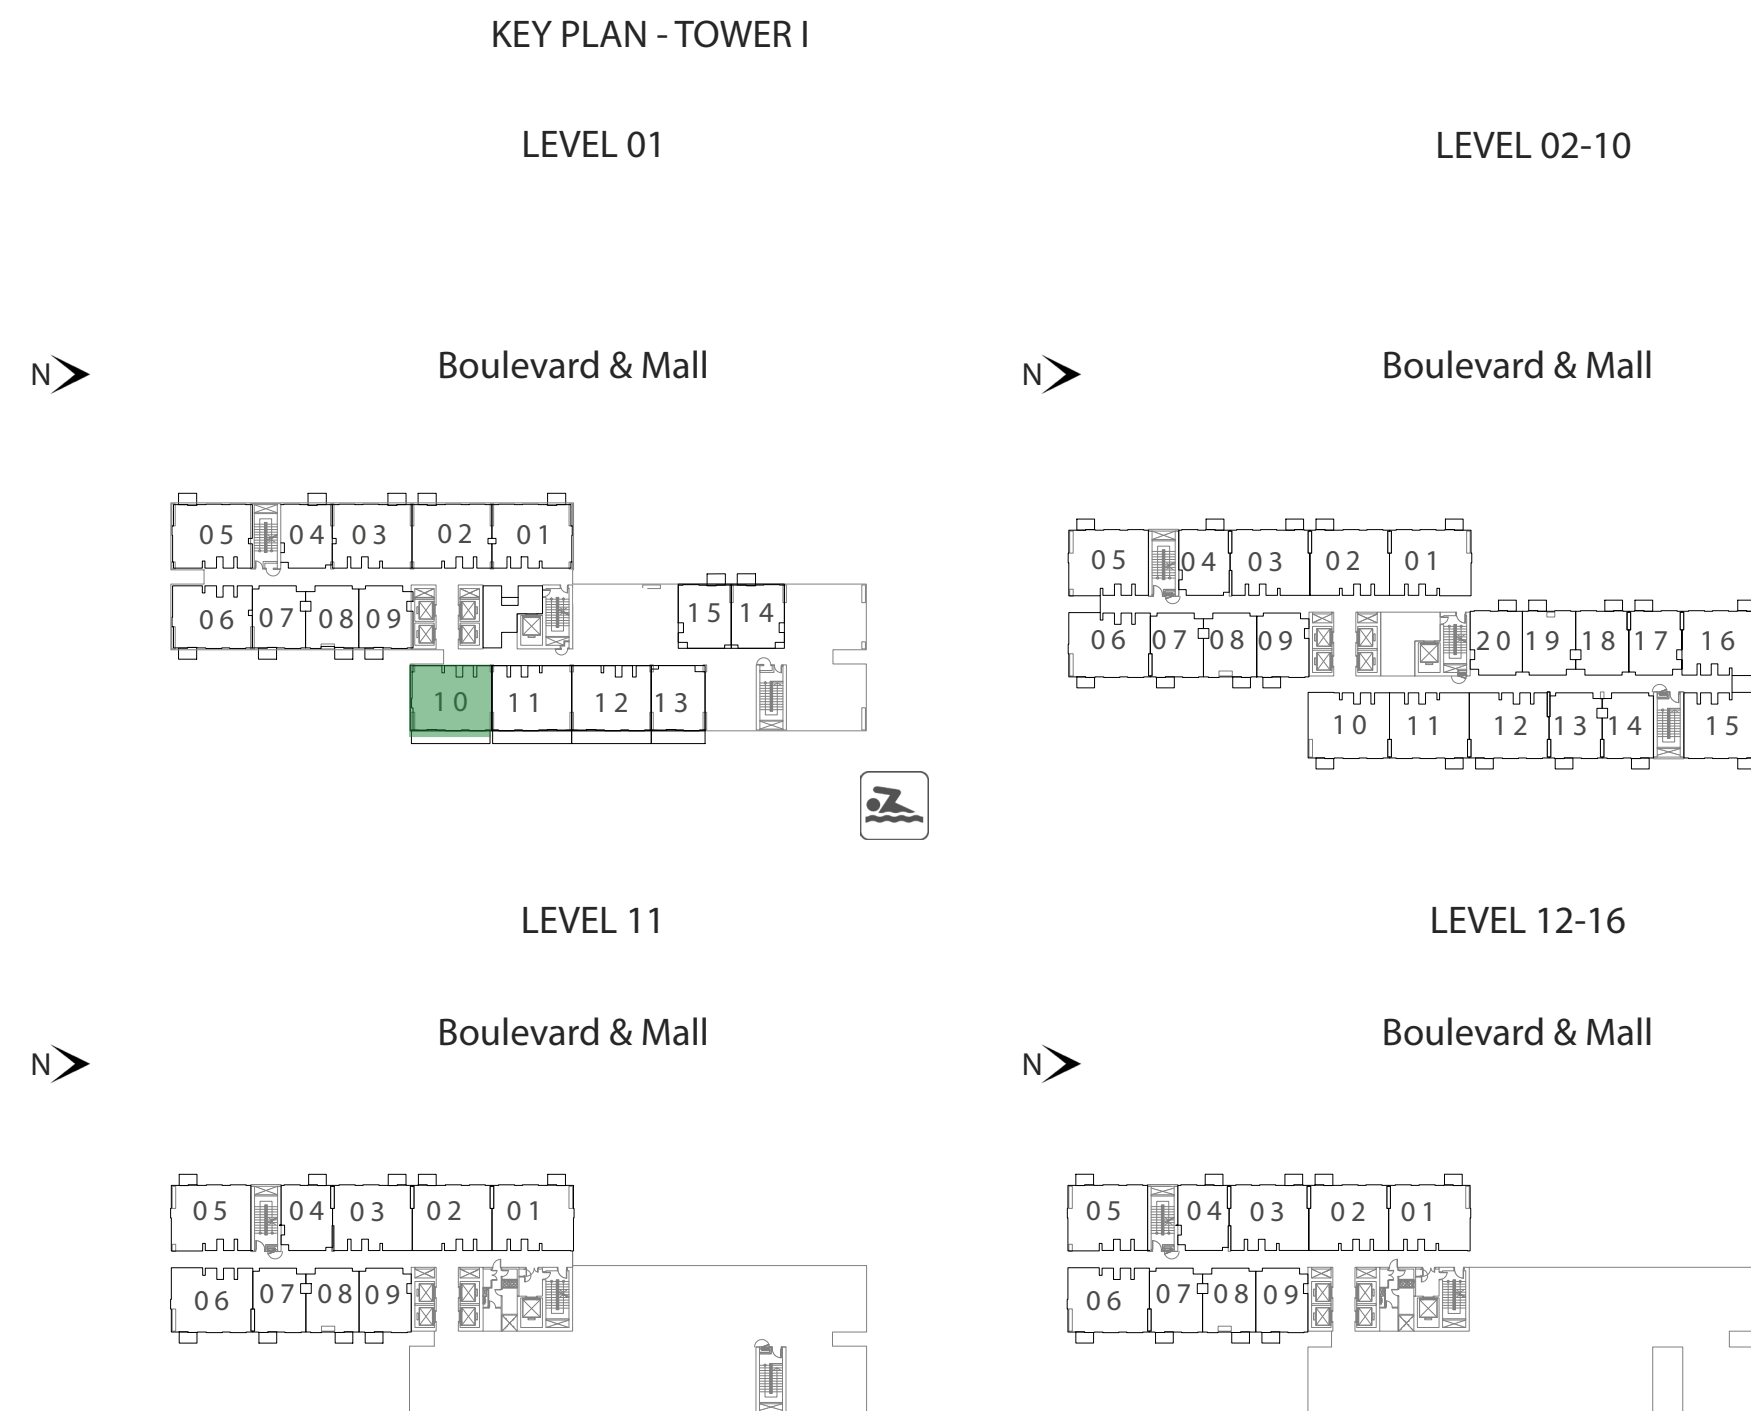 KEY PLAN - TOWER I
LEVEL 01
LEVEL 02-10
N
Boulevard & Mall
N
Boulevard & Mall
05 04 03 02 01
06 07 08 09
15 14
10 11 12 13
05 04 03 02 01
06 07 08 09 20 19 18 17 16
10 11 12 13 14 15
LEVEL 11
LEVEL 12-16
N
Boulevard & Mall
N
Boulevard & Mall
05 04 03 02 01
06 07 08 09
05 04 03 02 01
06 07 08 09